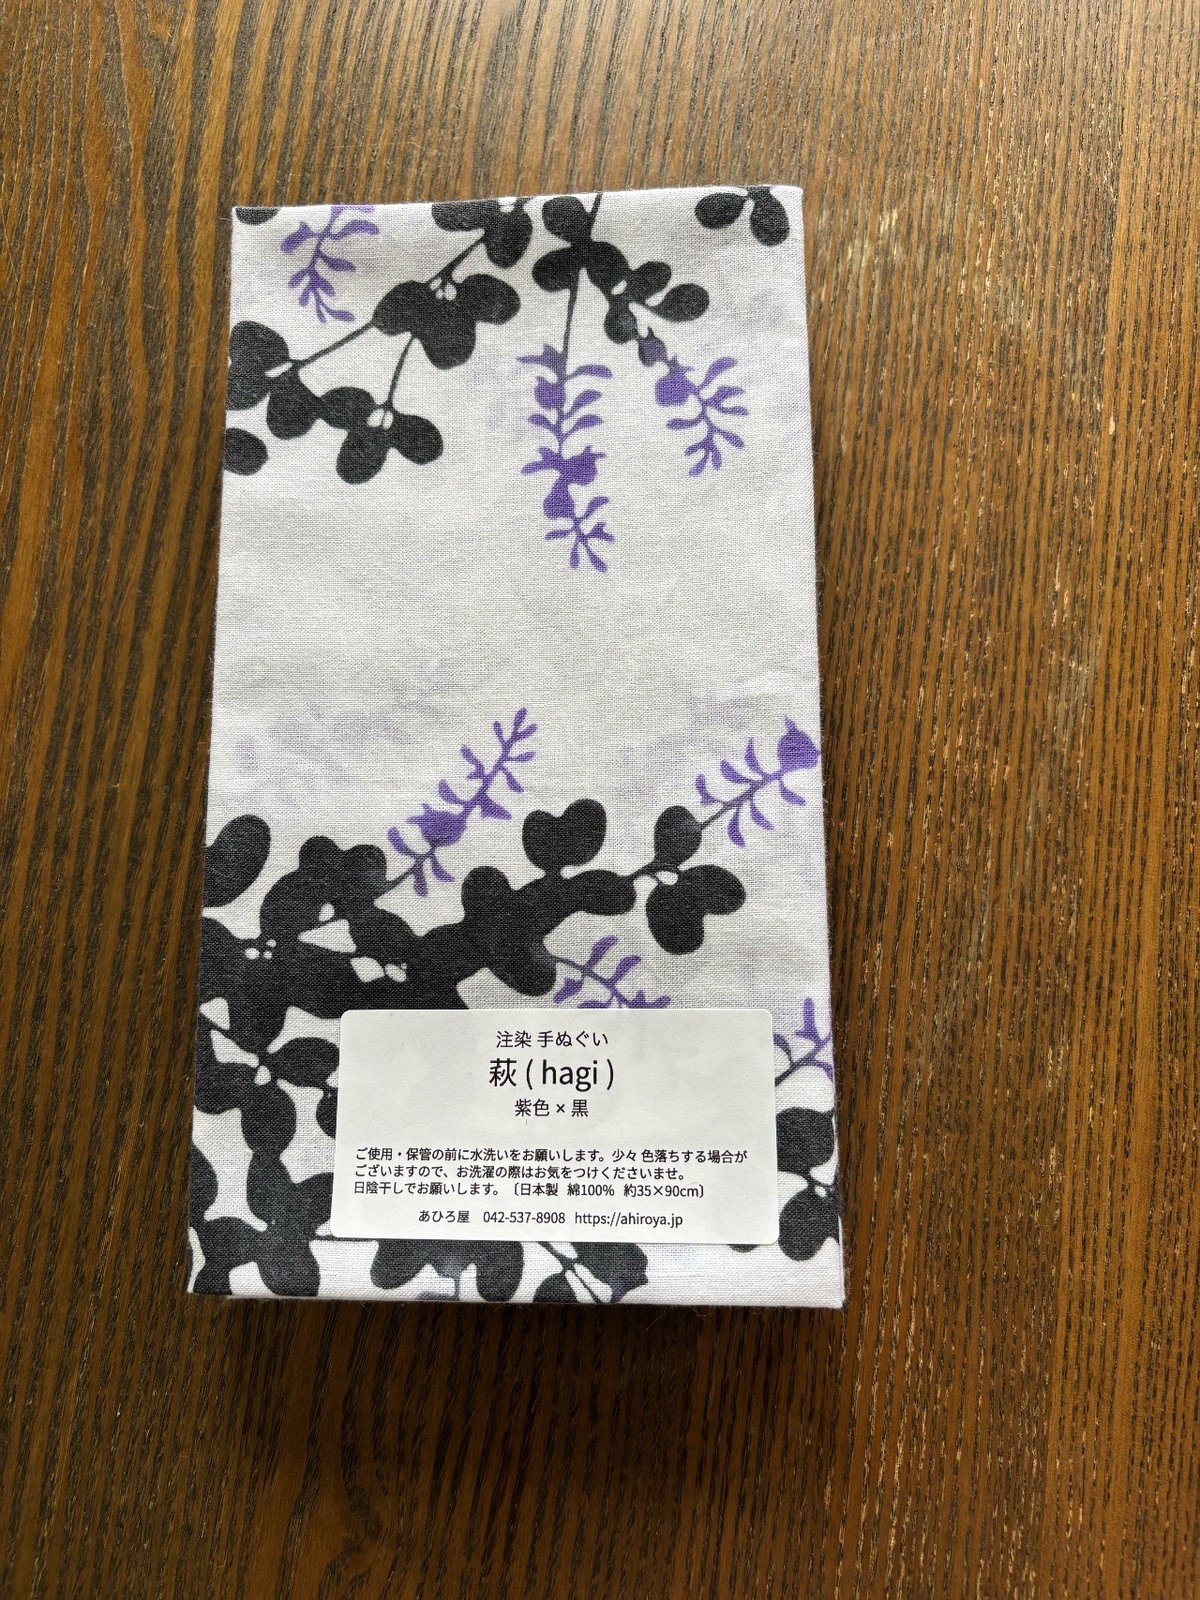 注染 手ぬぐい
萩 ( hagi )
紫色 × 黒
ご使用・保管の前に水洗いをお願いします。少々 色落ちする場合が
ございますので、お洗濯の際はお気をつけくださいませ。
日陰干しでお願いします。〔日本製 綿100% 約35×90cm〕
あひろ屋 042-537-8908 https://ahiroya.jp